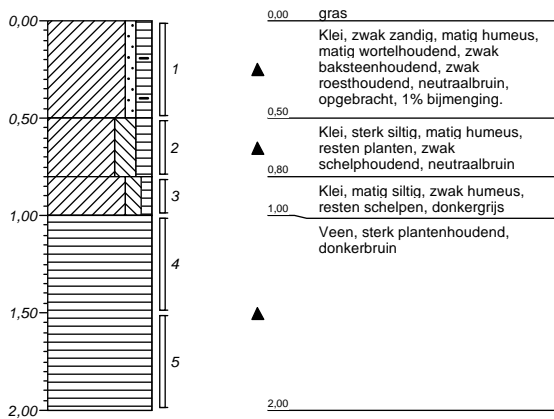 0,00
0,50
1,00
1,50
2,00
1
2
3
4
5
0,00
gras
Klei, zwak zandig, matig humeus,
matig wortelhoudend, zwak
baksteenhoudend, zwak
roesthoudend, neutraalbruin,
opgebracht, 1% bijmenging.
0,50
Klei, sterk siltig, matig humeus,
resten planten, zwak
schelphoudend, neutraalbruin
0,80
Klei, matig siltig, zwak humeus,
resten schelpen, donkergrijs
1,00
Veen, sterk plantenhoudend,
donkerbruin
2,00